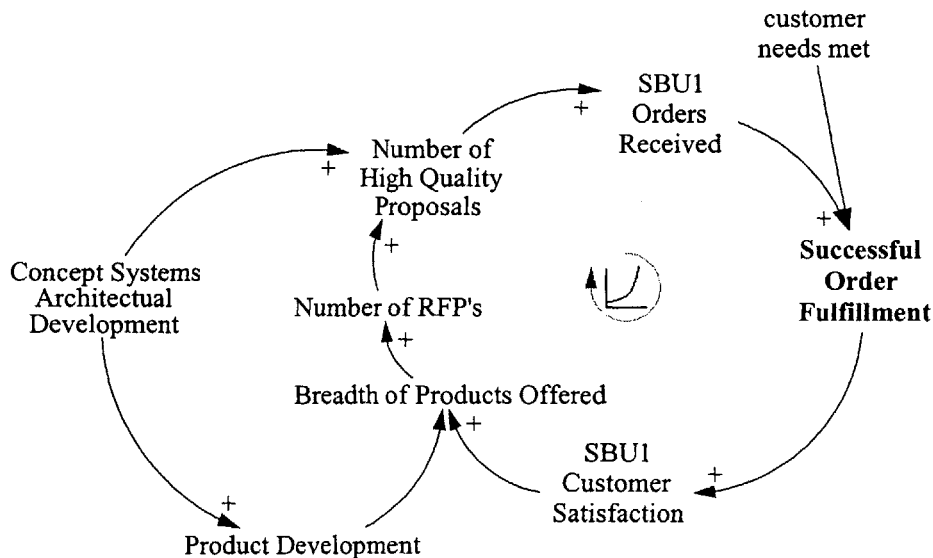 customer
needs met
SBU1
Orders
Received
+
+
Number of
High Quality
Proposals
+
+
Successful
Order
Fulfillment
Concept Systems
Architectual
Development
Number of RFP's
+
Breadth of Products Offered
+
SBU1
Customer
Satisfaction
+
+
Product Development